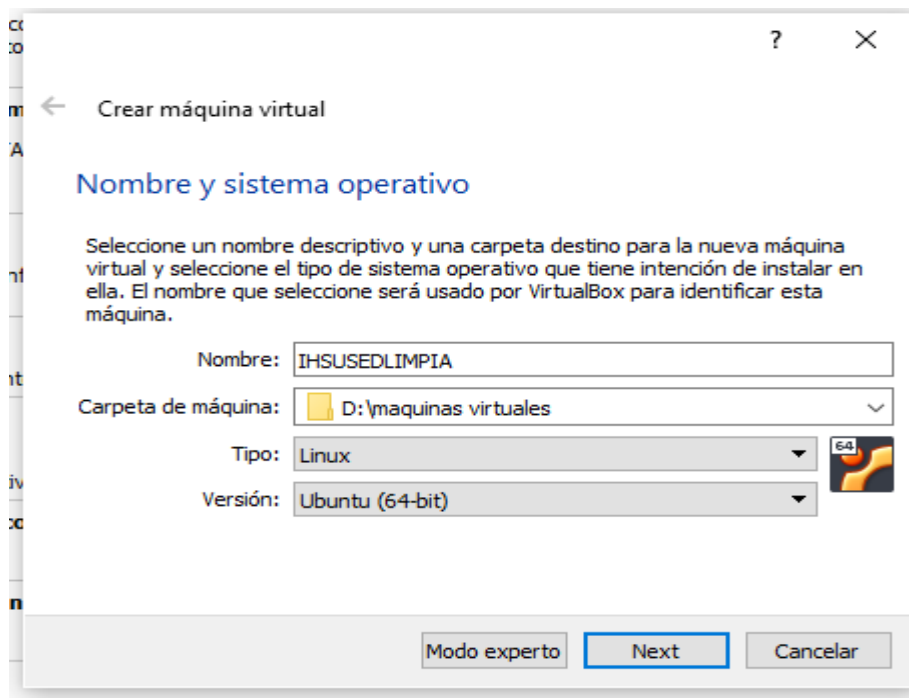 ?
Crear máquina virtual
Nombre y sistema operativo
Seleccione un nombre descriptivo y una carpeta destino para la nueva máquina
virtual y seleccione el tipo de sistema operativo que tiene intención de instalar en
ella. El nombre que seleccione será usado por VirtualBox para identificar esta
máquina.
Nombre: IHSUSEDLIMPIA
Carpeta de máquina: D:\maquinas virtuales
Tipo: Linux
64
Versión: Ubuntu (64-bit)
Modo experto Next Cancelar